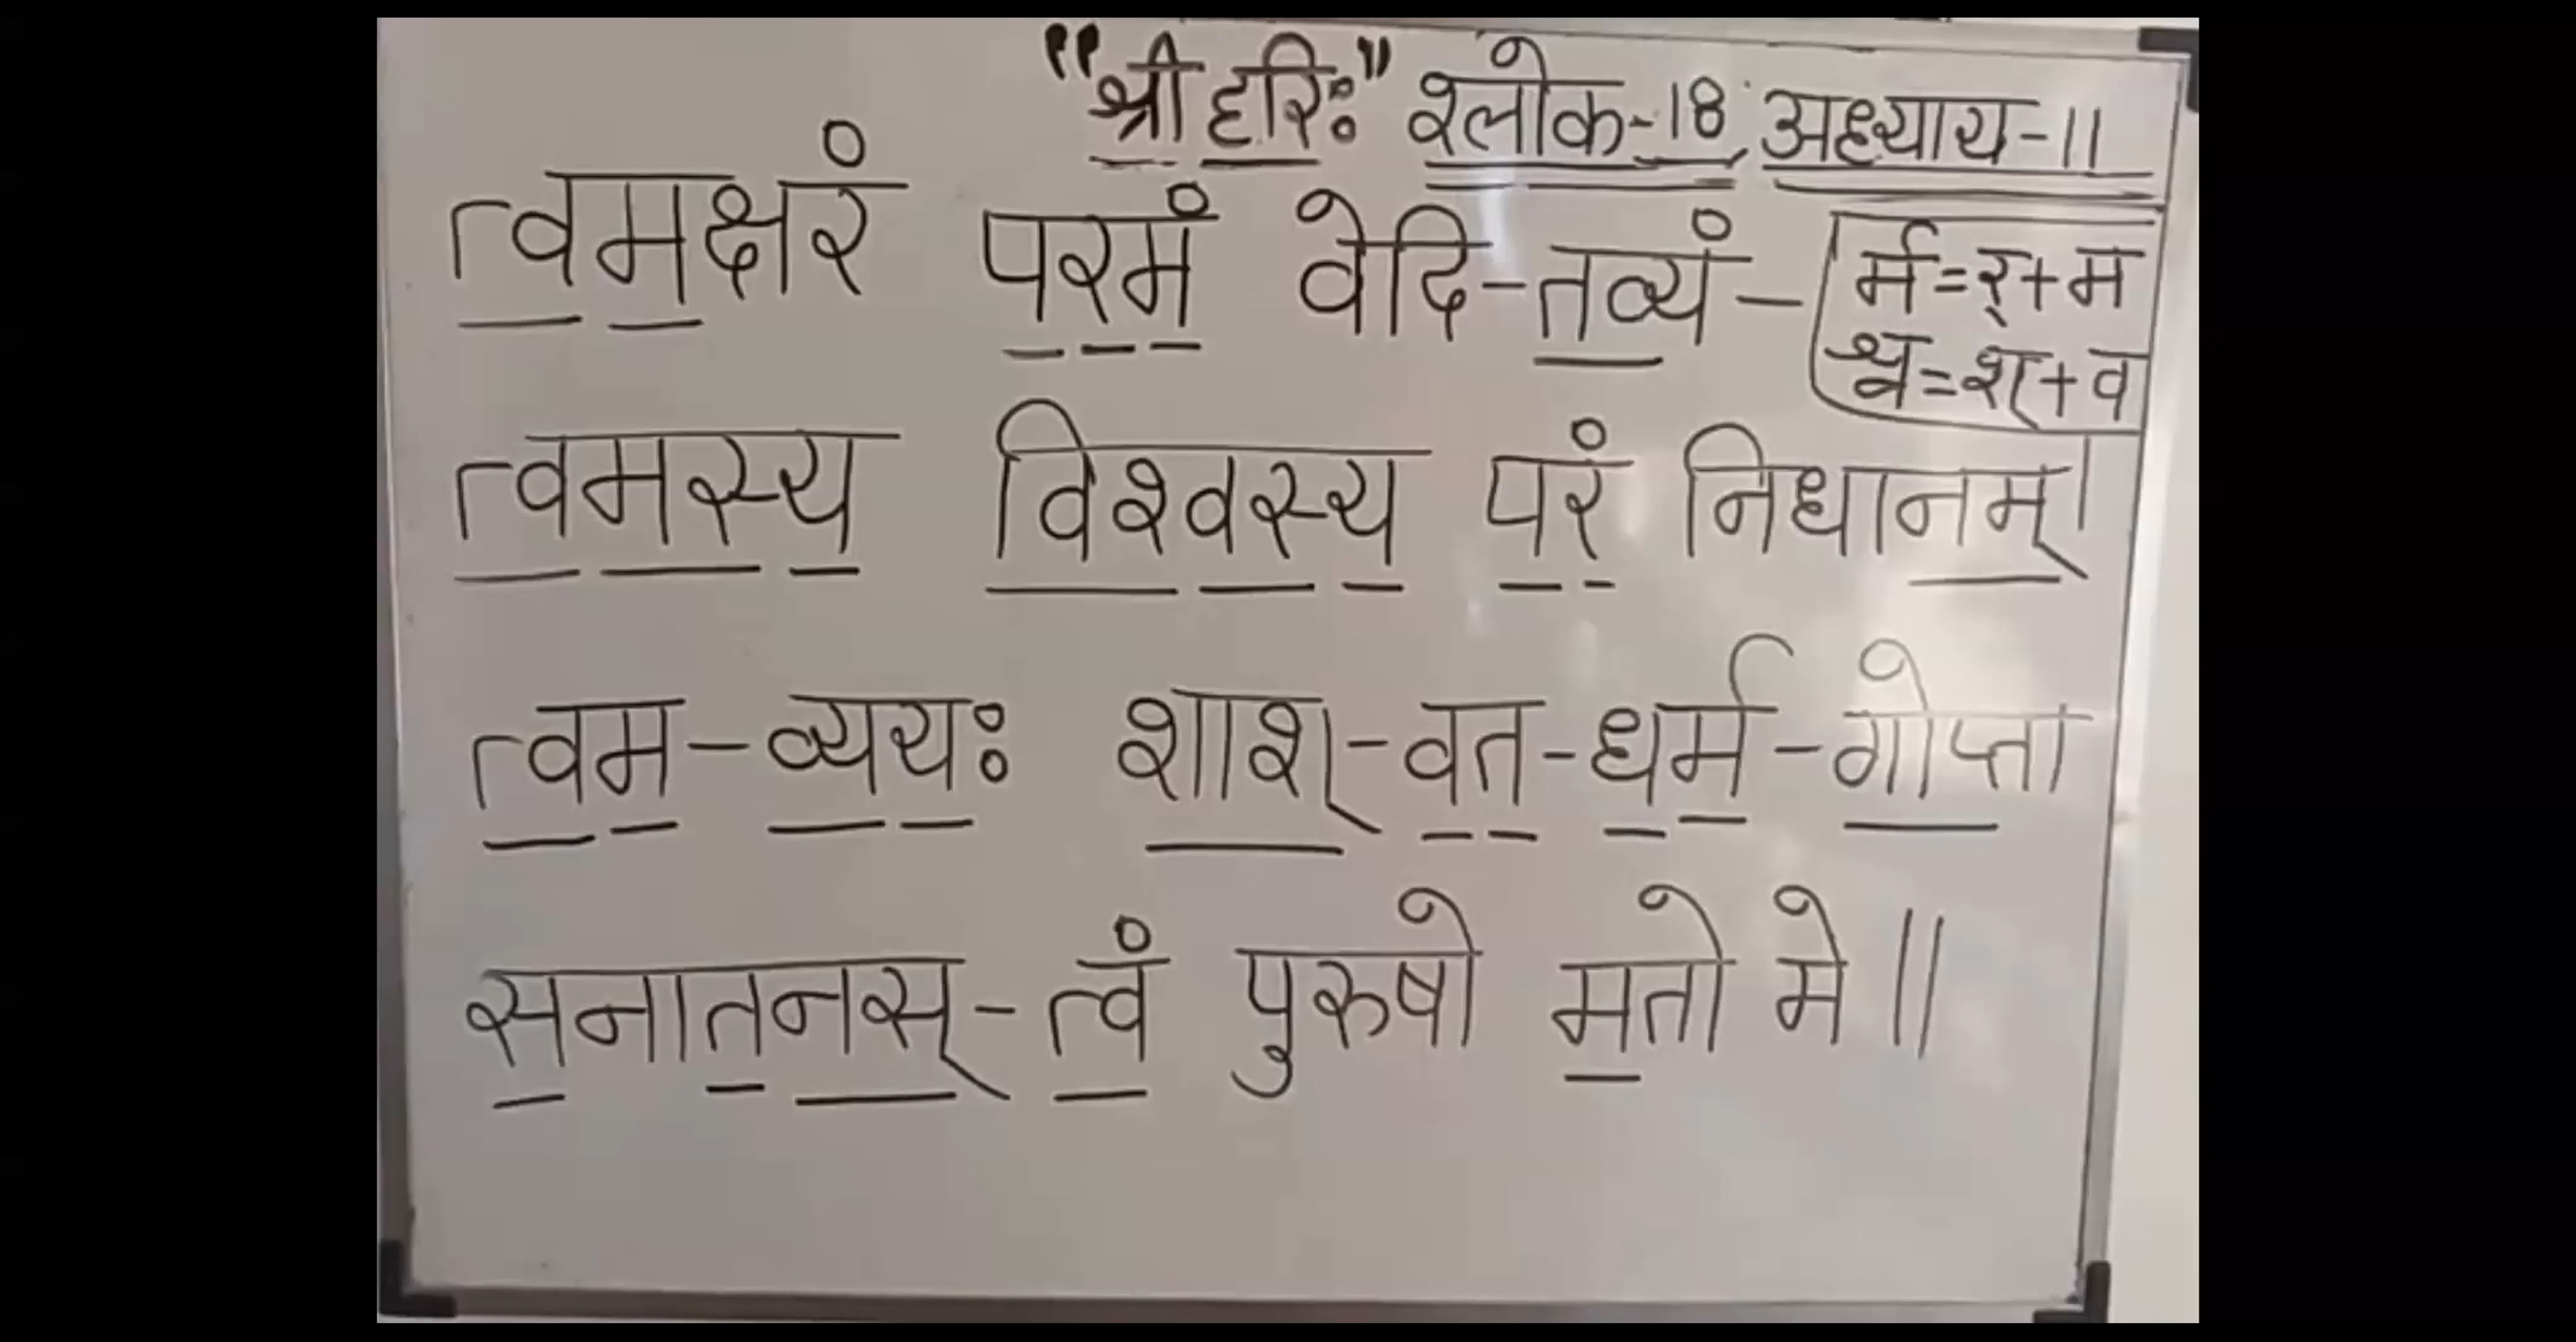 "श्री हरिः" श्लोक-18, अध्याय-11
त्वमक्षरं परमं वेदि-तव्यं-
र्म=र्+म
श्व=श्+व
त्वमस्य विश्वस्य परं निधानम्।
त्वम-व्ययः शाश्-वत-धर्म-गोप्ता
सनातनस्-त्वं पुरुषो मतो मे॥